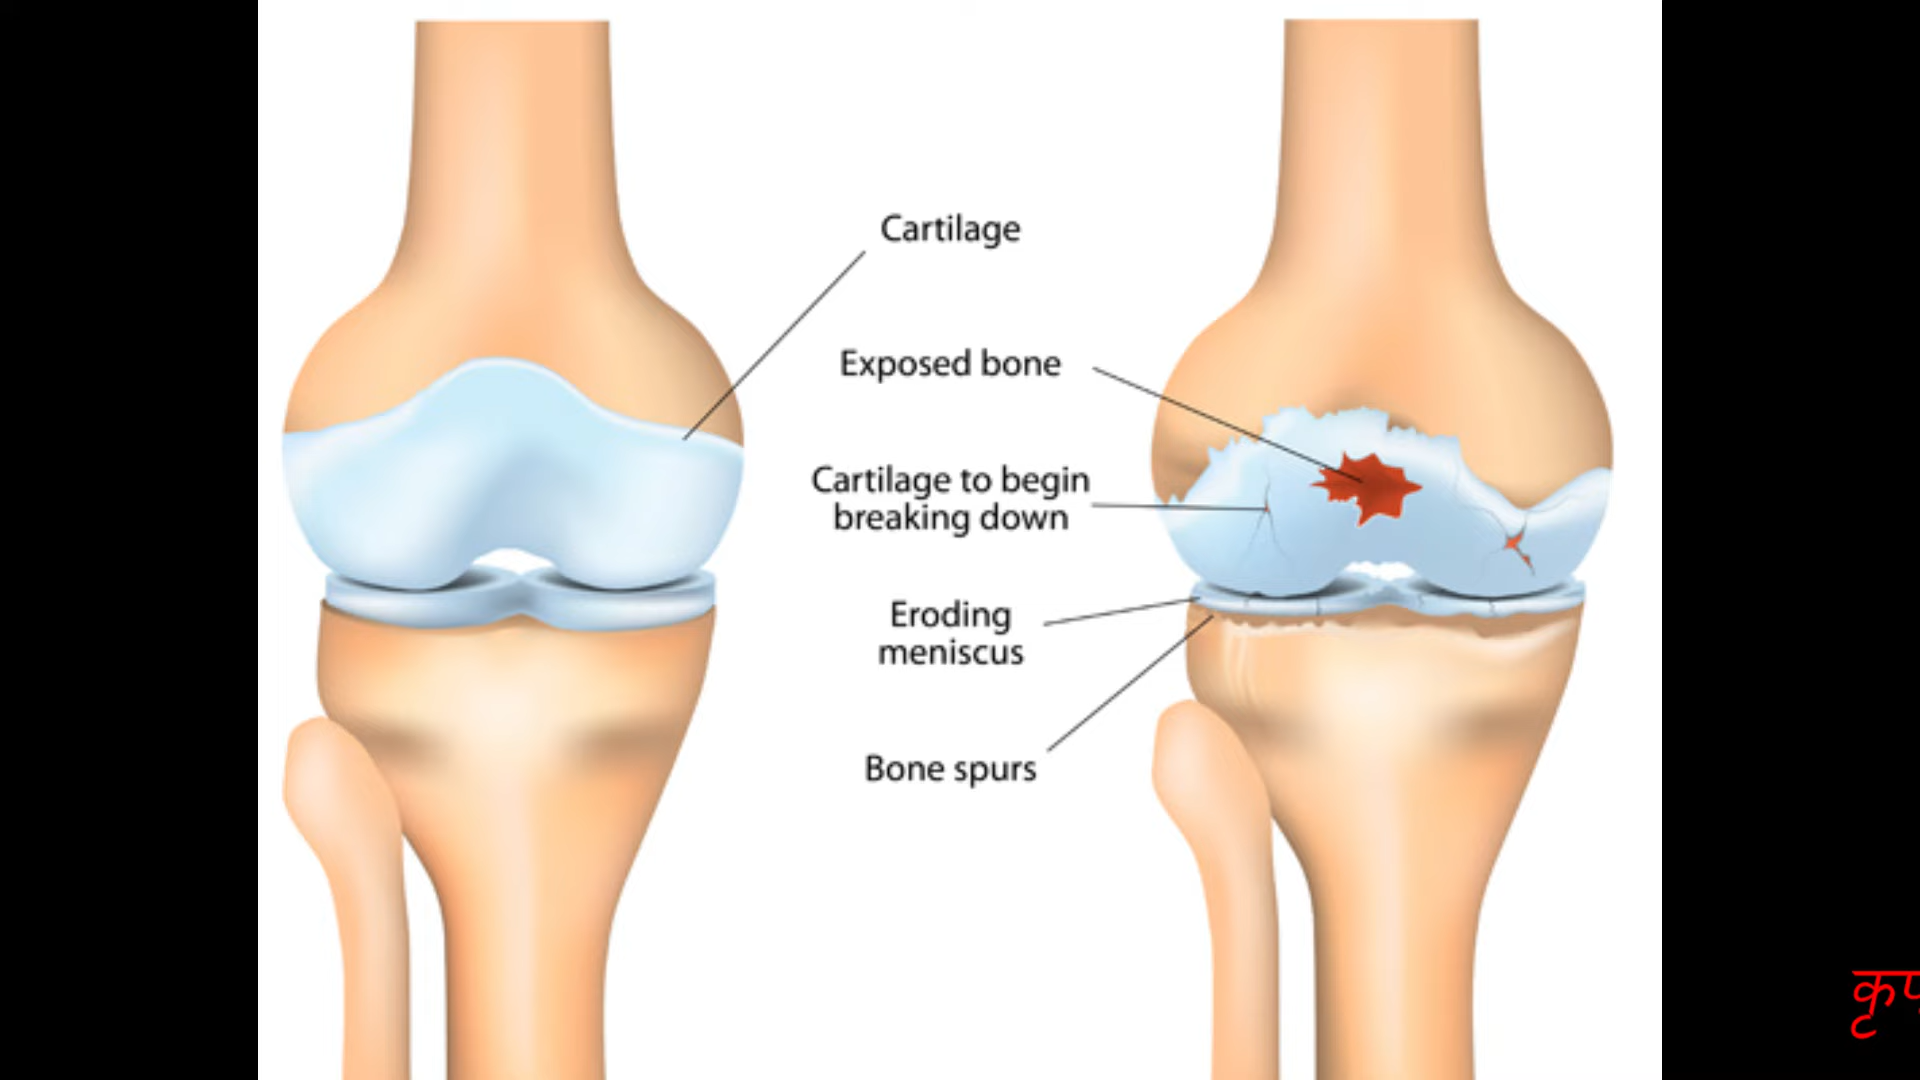 Cartilage
Exposed bone
Cartilage to begin
breaking down
Eroding
meniscus
Bone spurs